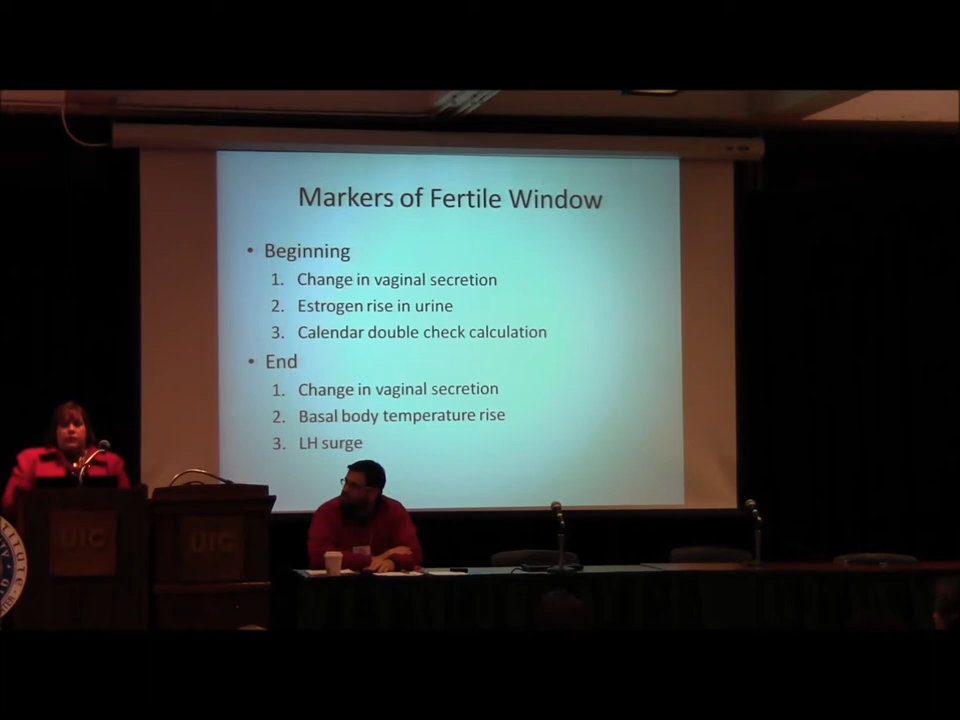 Markers of Fertile Window
• Beginning
1. Change in vaginal secretion
2. Estrogen rise in urine
3. Calendar double check calculation
• End
1. Change in vaginal secretion
2. Basal body temperature rise
3. LH surge
UIC
UIC